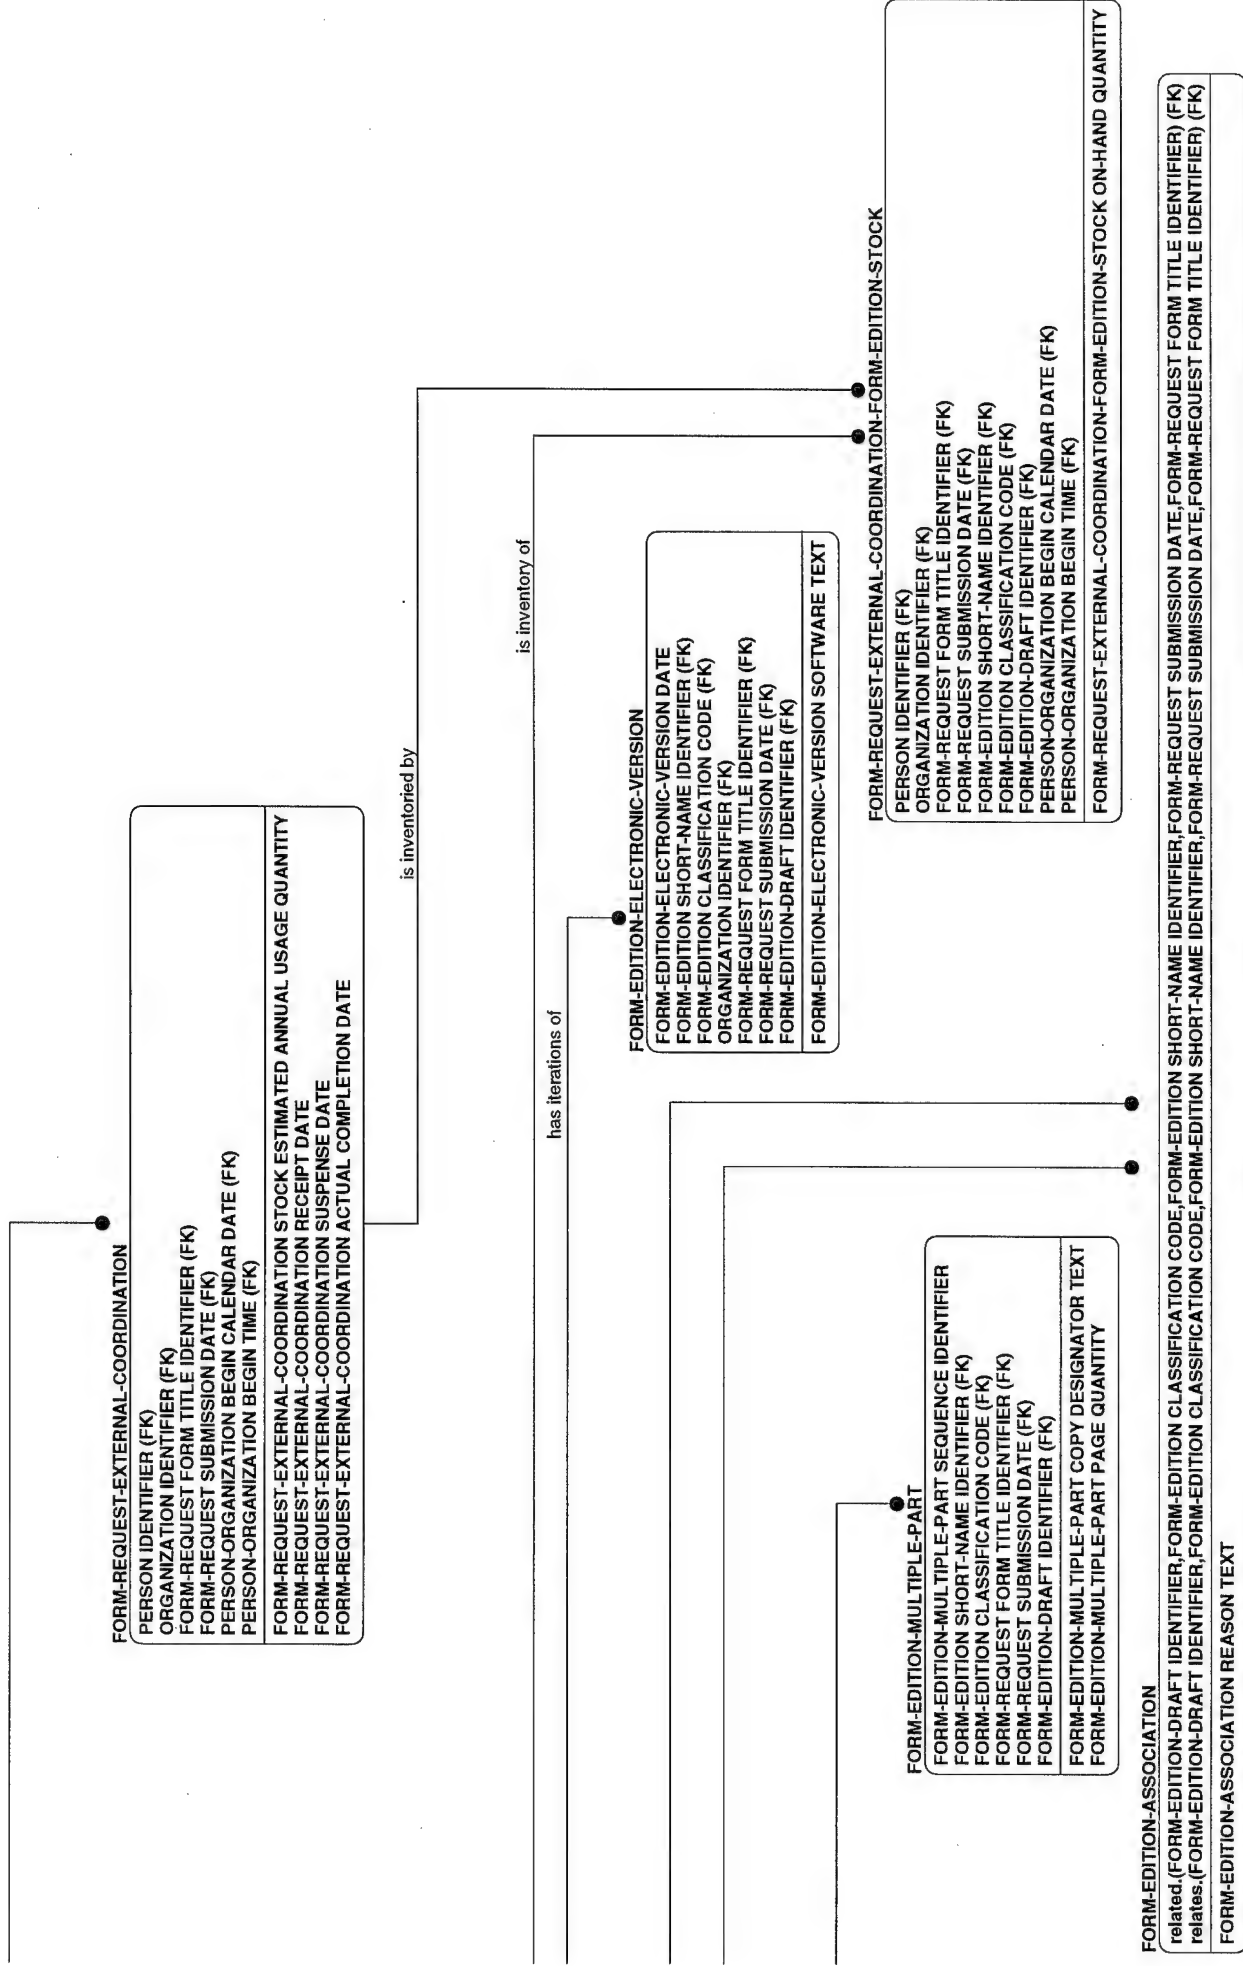 FORM-REQUEST-EXTERNAL-COORDINATION
PERSON IDENTIFIER (FK)
ORGANIZATION IDENTIFIER (FK)
FORM-REQUEST FORM TITLE IDENTIFIER (FK)
FORM-REQUEST SUBMISSION DATE (FK)
PERSON-ORGANIZATION BEGIN CALENDAR DATE (FK)
PERSON-ORGANIZATION BEGIN TIME (FK)
FORM-REQUEST-EXTERNAL-COORDINATION STOCK ESTIMATED ANNUAL USAGE QUANTITY
FORM-REQUEST-EXTERNAL-COORDINATION RECEIPT DATE
FORM-REQUEST-EXTERNAL-COORDINATION SUSPENSE DATE
FORM-REQUEST-EXTERNAL-COORDINATION ACTUAL COMPLETION DATE
is inventoried by
is inventory of
has iterations of
FORM-EDITION-ELECTRONIC-VERSION
FORM-EDITION-ELECTRONIC-VERSION DATE
FORM-EDITION SHORT-NAME IDENTIFIER (FK)
FORM-EDITION CLASSIFICATION CODE (FK)
ORGANIZATION IDENTIFIER (FK)
FORM-REQUEST FORM TITLE IDENTIFIER (FK)
FORM-REQUEST SUBMISSION DATE (FK)
FORM-EDITION-DRAFT IDENTIFIER (FK)
FORM-EDITION-ELECTRONIC-VERSION SOFTWARE TEXT
FORM-REQUEST-EXTERNAL-COORDINATION-FORM-EDITION-STOCK
PERSON IDENTIFIER (FK)
ORGANIZATION IDENTIFIER (FK)
FORM-REQUEST FORM TITLE IDENTIFIER (FK)
FORM-REQUEST SUBMISSION DATE (FK)
FORM-EDITION SHORT-NAME IDENTIFIER (FK)
FORM-EDITION CLASSIFICATION CODE (FK)
FORM-EDITION-DRAFT IDENTIFIER (FK)
PERSON-ORGANIZATION BEGIN CALENDAR DATE (FK)
PERSON-ORGANIZATION BEGIN TIME (FK)
FORM-REQUEST-EXTERNAL-COORDINATION-FORM-EDITION-STOCK ON-HAND QUANTITY
FORM-EDITION-MULTIPLE-PART
FORM-EDITION-MULTIPLE-PART SEQUENCE IDENTIFIER
FORM-EDITION SHORT-NAME IDENTIFIER (FK)
FORM-EDITION CLASSIFICATION CODE (FK)
FORM-REQUEST FORM TITLE IDENTIFIER (FK)
FORM-REQUEST SUBMISSION DATE (FK)
FORM-EDITION-DRAFT IDENTIFIER (FK)
FORM-EDITION-MULTIPLE-PART COPY DESIGNATOR TEXT
FORM-EDITION-MULTIPLE-PART PAGE QUANTITY
FORM-EDITION-ASSOCIATION
related.(FORM-EDITION-DRAFT IDENTIFIER,FORM-EDITION CLASSIFICATION CODE,FORM-EDITION SHORT-NAME IDENTIFIER,FORM-REQUEST SUBMISSION DATE,FORM-REQUEST FORM TITLE IDENTIFIER) (FK)
relates.(FORM-EDITION-DRAFT IDENTIFIER,FORM-EDITION CLASSIFICATION CODE,FORM-EDITION SHORT-NAME IDENTIFIER,FORM-REQUEST SUBMISSION DATE,FORM-REQUEST FORM TITLE IDENTIFIER) (FK)
FORM-EDITION-ASSOCIATION REASON TEXT